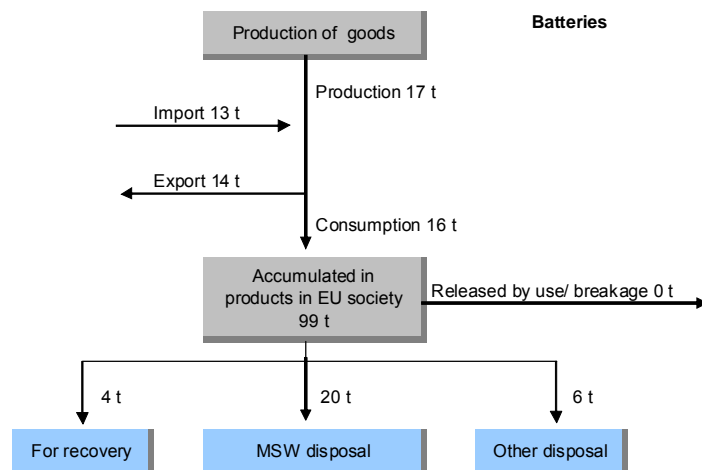 Batteries
Production of goods
Production 17 t
Import 13 t
Export 14 t
Consumption 16 t
Accumulated in
products in EU society
99 t
Released by use/ breakage 0 t
4 t
20 t
6 t
For recovery
MSW disposal
Other disposal